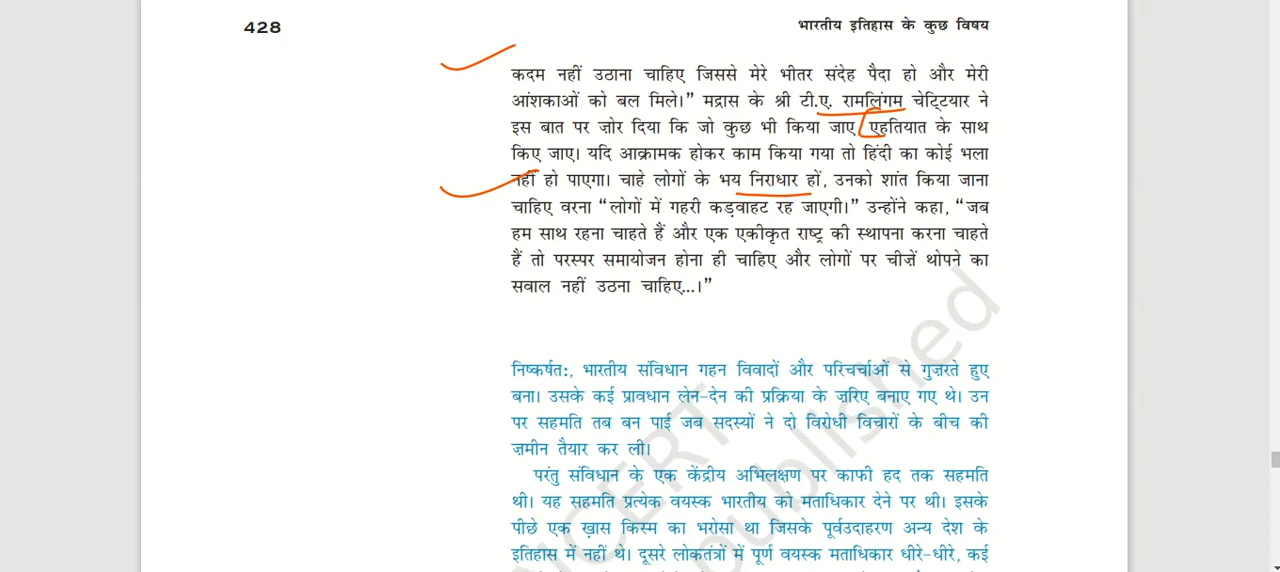 428
भारतीय इतिहास के कुछ विषय
कदम नहीं उठाना चाहिए जिससे मेरे भीतर संदेह पैदा हो और मेरी
आंशकाओं को बल मिले।” मद्रास के श्री टी.ए. रामलिंगम चेट्टियार ने
इस बात पर ज़ोर दिया कि जो कुछ भी किया जाए एहतियात के साथ
किए जाए। यदि आक्रामक होकर काम किया गया तो हिंदी का कोई भला
नहीं हो पाएगा। चाहे लोगों के भय निराधार हों, उनको शांत किया जाना
चाहिए वरना “लोगों में गहरी कड़वाहट रह जाएगी।” उन्होंने कहा, “जब
हम साथ रहना चाहते हैं और एक एकीकृत राष्ट्र की स्थापना करना चाहते
हैं तो परस्पर समायोजन होना ही चाहिए और लोगों पर चीज़ें थोपने का
सवाल नहीं उठना चाहिए...।”
निष्कर्षत:, भारतीय संविधान गहन विवादों और परिचर्चाओं से गुज़रते हुए
बना। उसके कई प्रावधान लेन-देन की प्रक्रिया के ज़रिए बनाए गए थे। उन
पर सहमति तब बन पाई जब सदस्यों ने दो विरोधी विचारों के बीच की
ज़मीन तैयार कर ली।
परंतु संविधान के एक केंद्रीय अभिलक्षण पर काफी हद तक सहमति
थी। यह सहमति प्रत्येक वयस्क भारतीय को मताधिकार देने पर थी। इसके
पीछे एक ख़ास किस्म का भरोसा था जिसके पूर्वउदाहरण अन्य देश के
इतिहास में नहीं थे। दूसरे लोकतंत्रों में पूर्ण वयस्क मताधिकार धीरे-धीरे, कई
NCERT
published